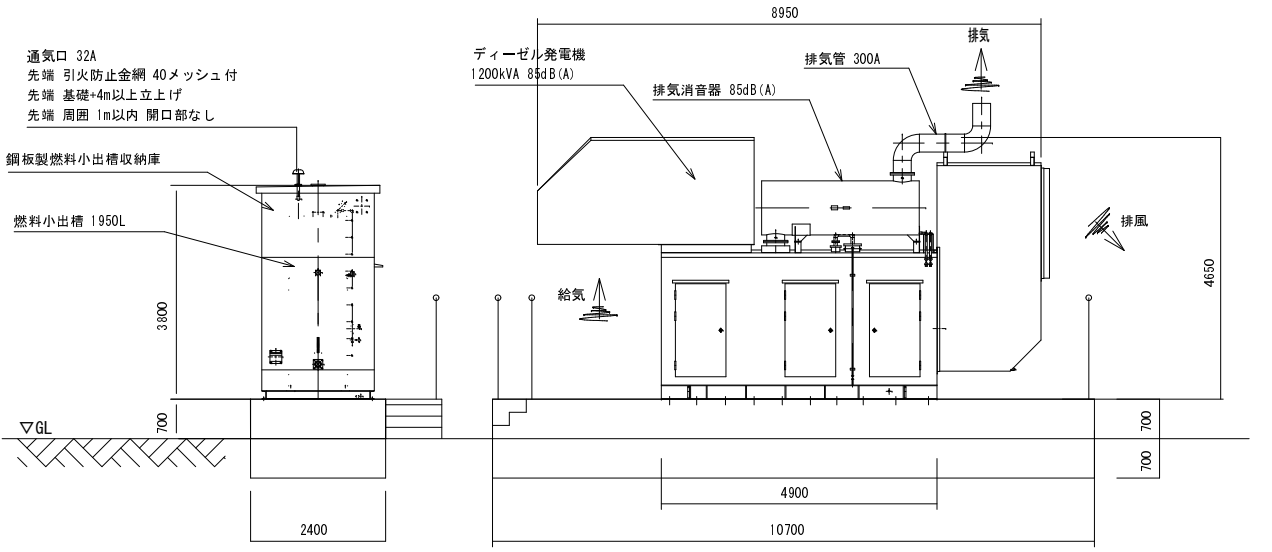 通気口 32A
先端 引火防止金網 40メッシュ付
先端 基礎+4m以上立上げ
先端 周囲 1m以内 開口部なし
鋼板製燃料小出槽収納庫
燃料小出槽 1950L
3800
700
▽GL
2400
8950
ディーゼル発電機
1200kVA 85dB(A)
排気消音器 85dB(A)
排気管 300A
排気
排風
給気
4650
700
700
4900
10700